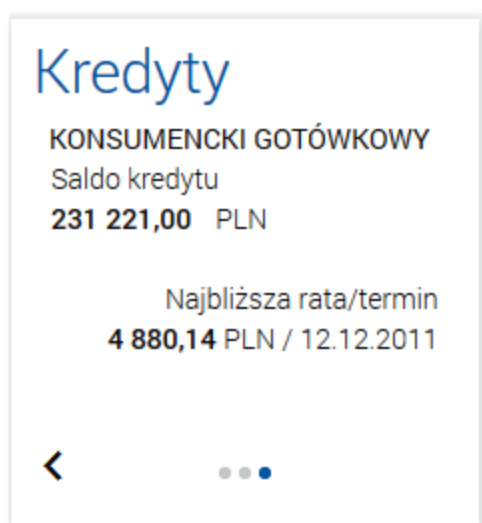 Kredyty
KONSUMENCKI GOTÓWKOWY
Saldo kredytu
231 221,00 PLN
Najbliższa rata/termin
4 880,14 PLN / 12.12.2011